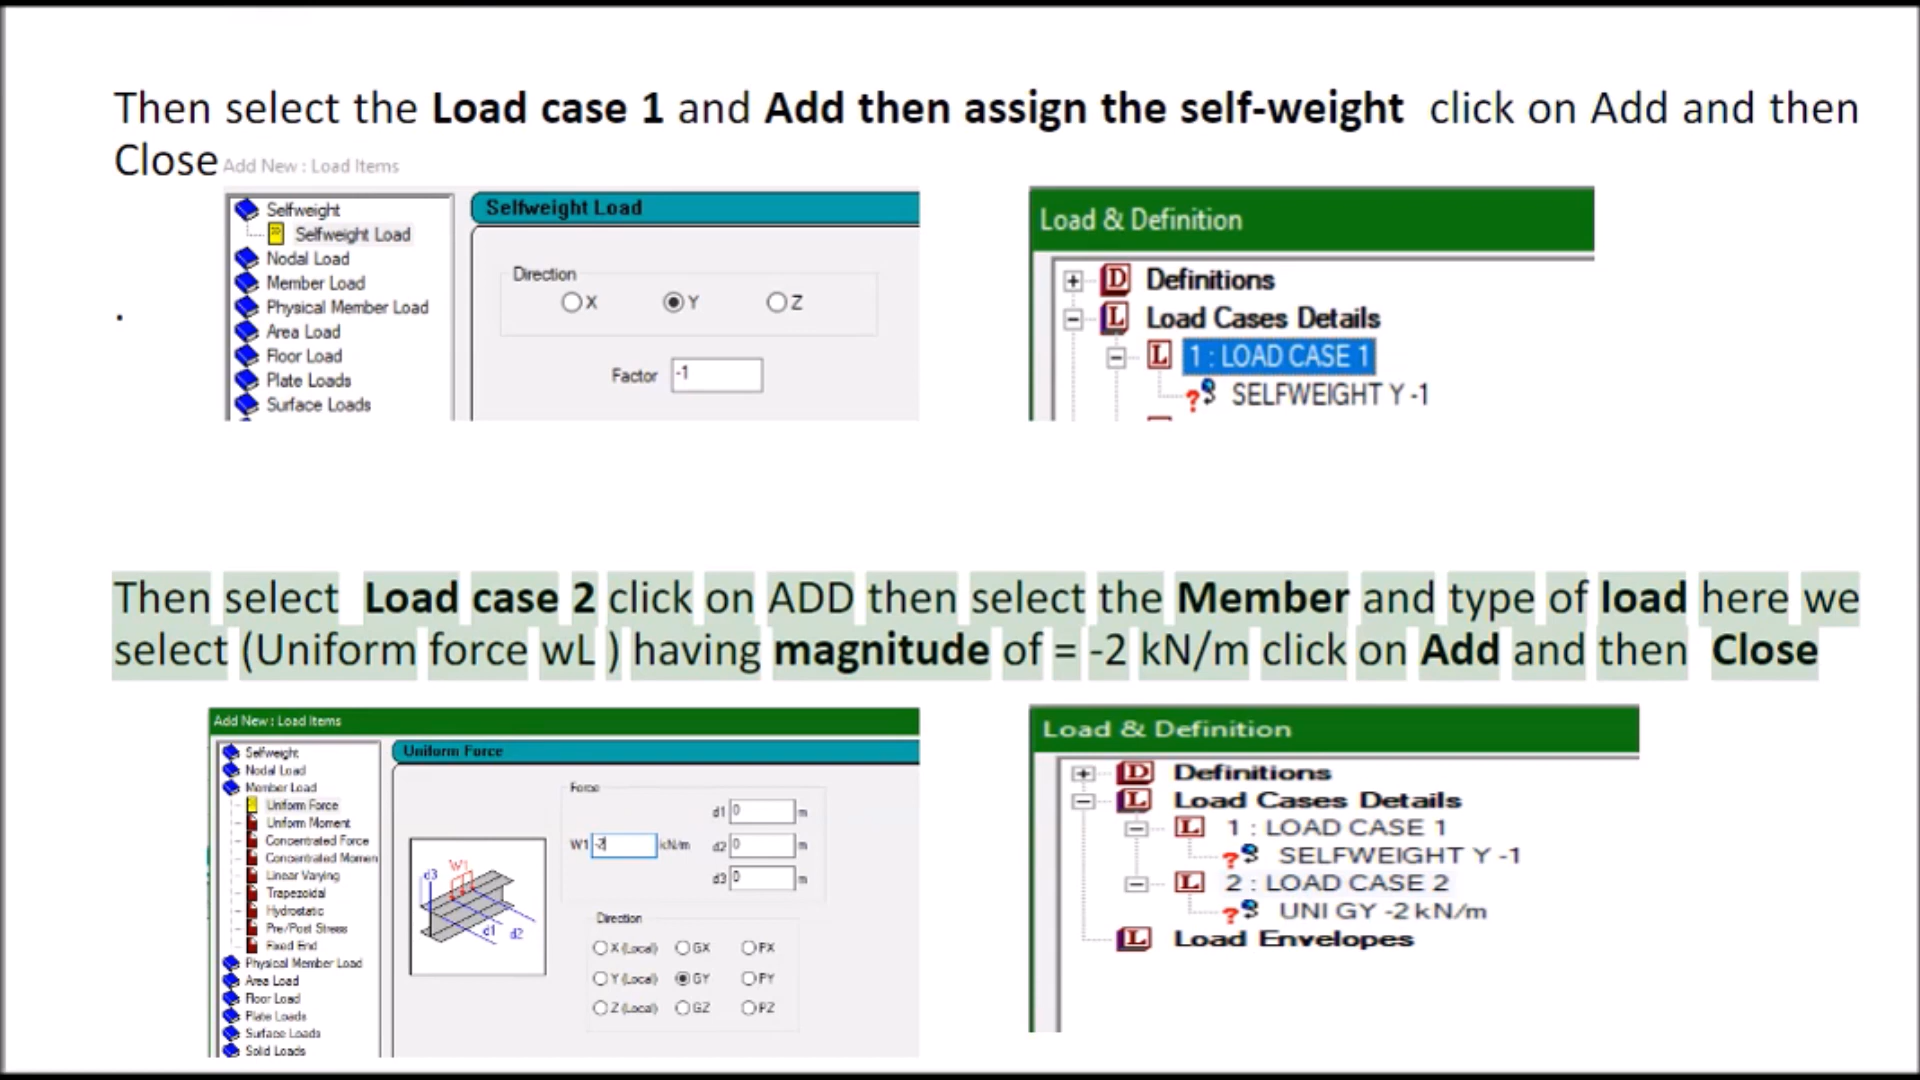 Then select the Load case 1 and Add then assign the self-weight click on Add and then
Close
Add New : Load Items
Selfweight
Selfweight Load
Nodal Load
Member Load
Physical Member Load
Area Load
Floor Load
Plate Loads
Surface Loads
Selfweight Load
Direction
X
Y
Z
Factor
-1
Load & Definition
D Definitions
L Load Cases Details
L 1 : LOAD CASE 1
SELFWEIGHT Y -1
.
Then select Load case 2 click on ADD then select the Member and type of load here we
select (Uniform force wL ) having magnitude of = -2 kN/m click on Add and then Close
Add New : Load Items
Selfweight
Nodal Load
Member Load
Uniform Force
Uniform Moment
Concentrated Force
Concentrated Momen
Linear Varying
Trapezoidal
Hydrostatic
Pre/Post Stress
Fixed End
Physical Member Load
Area Load
Floor Load
Plate Loads
Surface Loads
Solid Loads
Uniform Force
W1
d3
d1
d2
Force
W1 -2 kN/m
d1 0 m
d2 0 m
d3 0 m
Direction
X (Local) GX PX
Y (Local) GY PY
Z (Local) GZ PZ
Load & Definition
D Definitions
L Load Cases Details
L 1 : LOAD CASE 1
SELFWEIGHT Y -1
L 2 : LOAD CASE 2
UNI GY -2 kN/m
L Load Envelopes